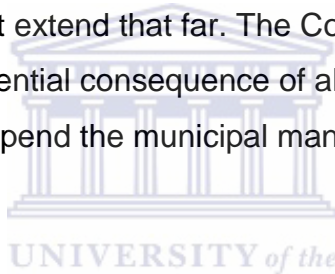 t extend that far. The Co
ential consequence of al
pend the municipal man
UNIVERSITY of the